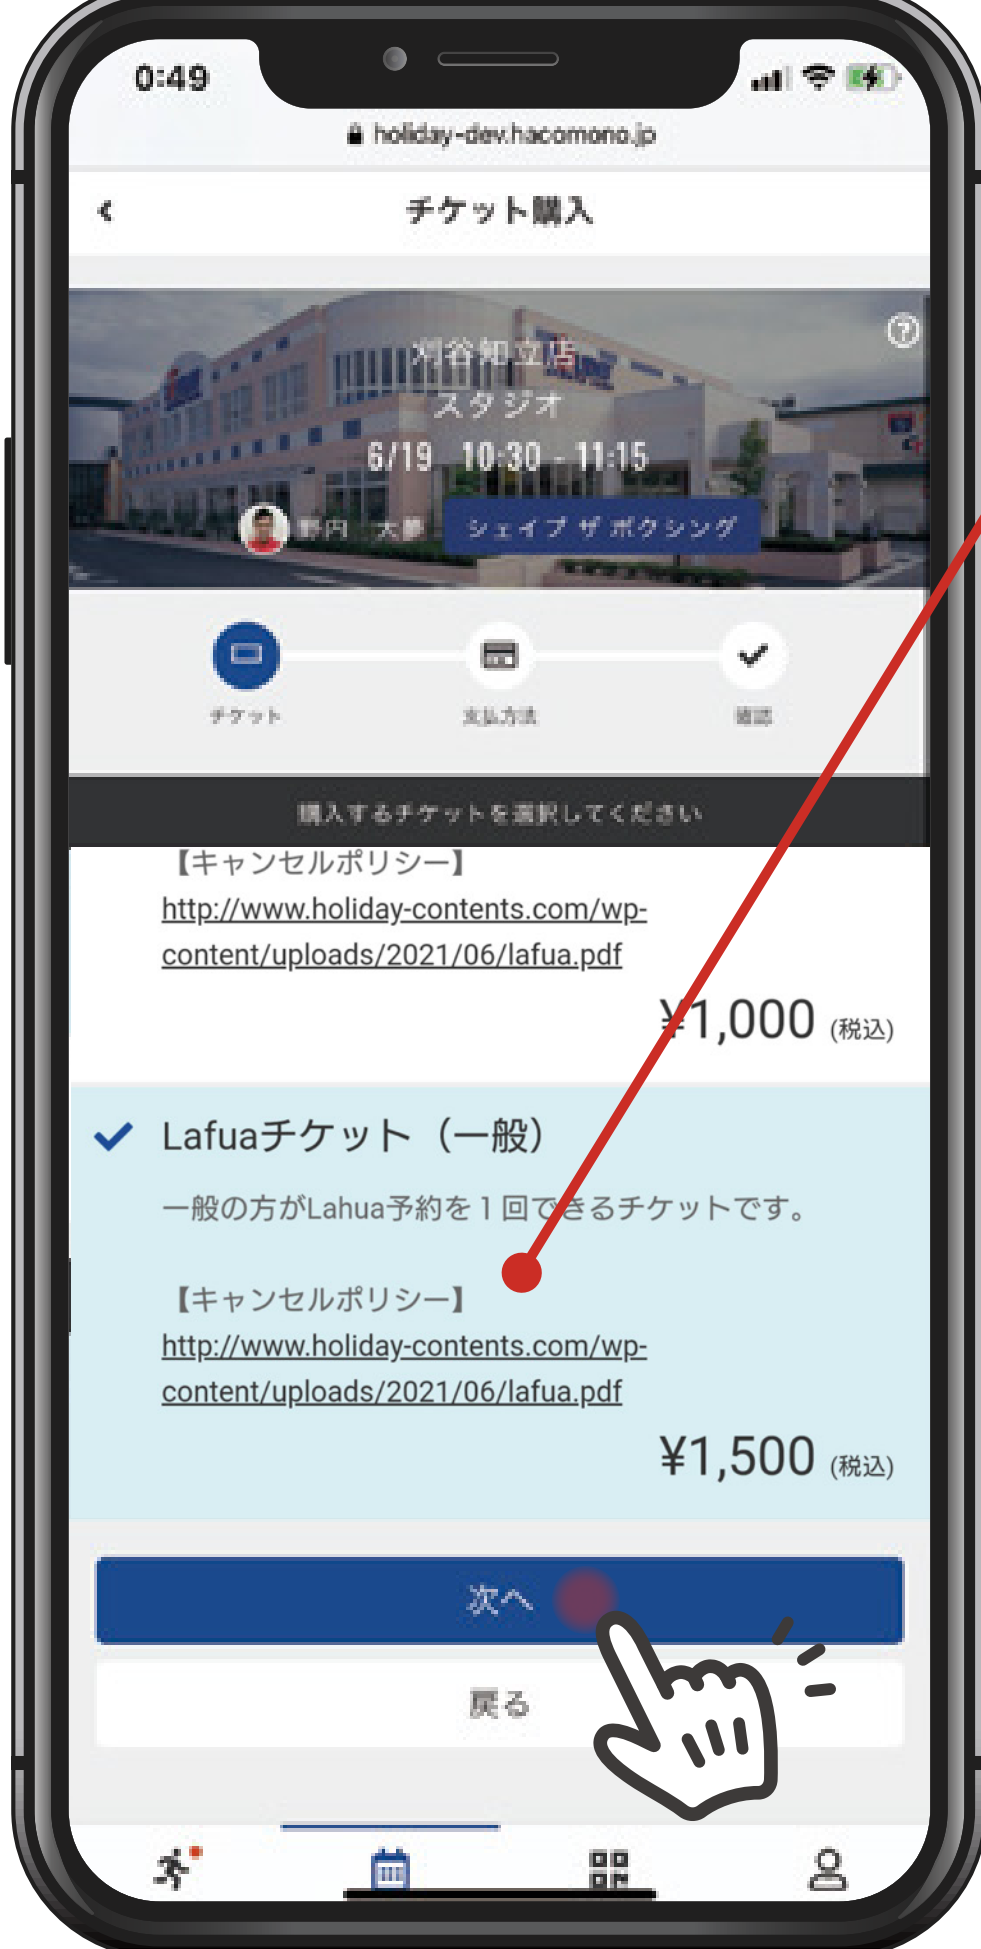 0:49
holiday-dev.hacomono.jp
チケット購入
刈谷知立店
スタジオ
6/19 10:30 - 11:15
野内 大夢 シェイプ ザ ボクシング
チケット 支払方法 確認
購入するチケットを選択してください
【キャンセルポリシー】
http://www.holiday-contents.com/wp-
content/uploads/2021/06/lafua.pdf
¥1,000 (税込)
Lafuaチケット（一般）
一般の方がLahua予約を１回できるチケットです。
【キャンセルポリシー】
http://www.holiday-contents.com/wp-
content/uploads/2021/06/lafua.pdf
¥1,500 (税込)
次へ
戻る